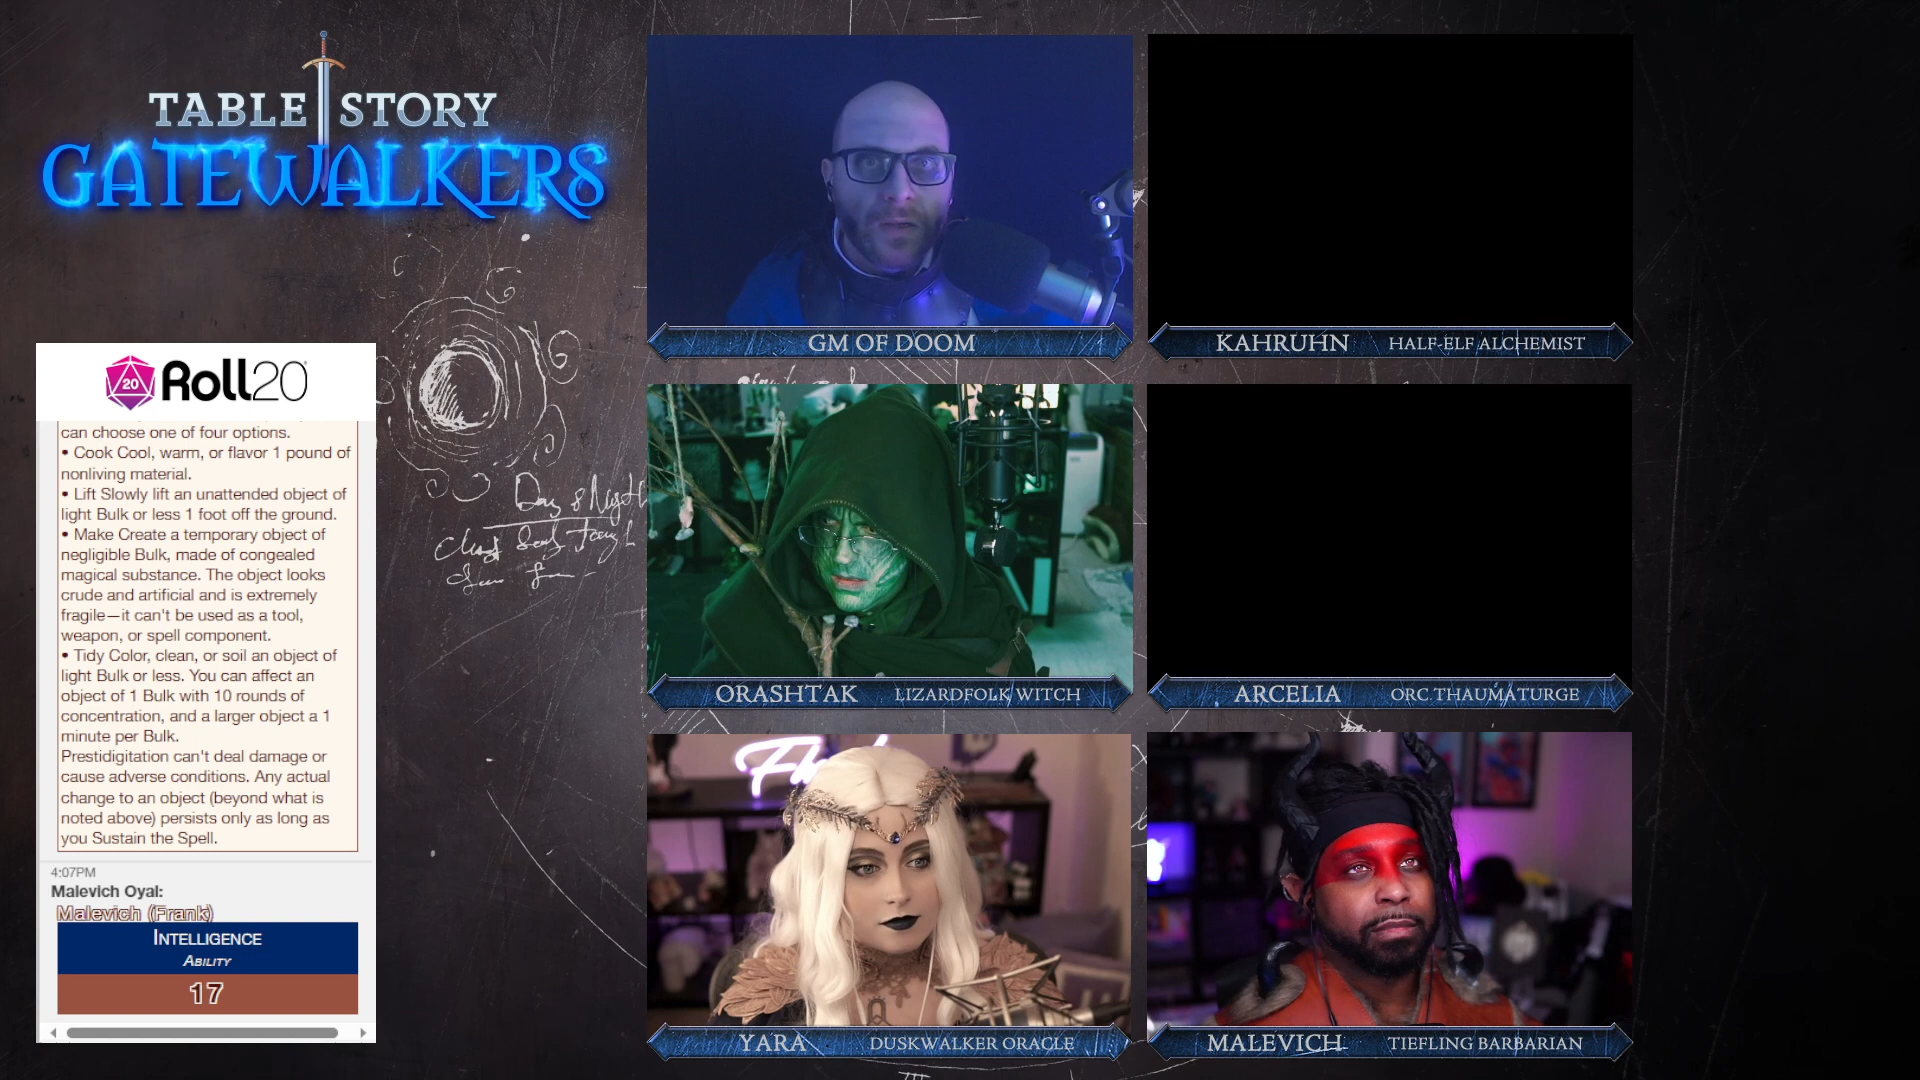 TABLE STORY
GATEWALKERS
Roll20
can choose one of four options.
• Cook Cool, warm, or flavor 1 pound of
nonliving material.
• Lift Slowly lift an unattended object of
light Bulk or less 1 foot off the ground.
• Make Create a temporary object of
negligible Bulk, made of congealed
magical substance. The object looks
crude and artificial and is extremely
fragile—it can't be used as a tool,
weapon, or spell component.
• Tidy Color, clean, or soil an object of
light Bulk or less. You can affect an
object of 1 Bulk with 10 rounds of
concentration, and a larger object a 1
minute per Bulk.
Prestidigitation can't deal damage or
cause adverse conditions. Any actual
change to an object (beyond what is
noted above) persists only as long as
you Sustain the Spell.
4:07PM
Malevich Oyal:
Malevich (Frank)
INTELLIGENCE
ABILITY
17
Day & Night
GM OF DOOM
KAHRUHN HALF-ELF ALCHEMIST
ORASHTAK LIZARDFOLK WITCH
ARCELIA ORC THAUMATURGE
YARA DUSKWALKER ORACLE
MALEVICH TIEFLING BARBARIAN